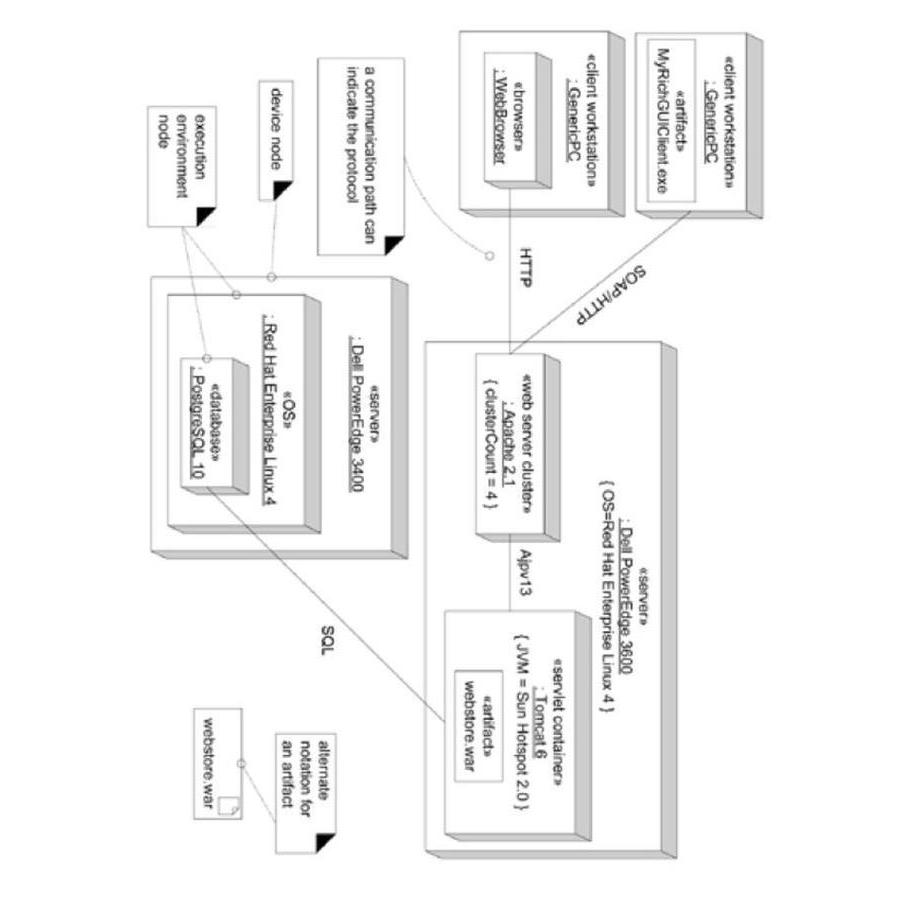 «client workstation»
: GenericPC
«artifact»
MyRichGUIClient.exe
«client workstation»
: GenericPC
«browser»
: WebBrowser
a communication path can
indicate the protocol
device node
execution
environment
node
HTTP
SOAP/HTTP
«server»
: Dell PowerEdge 3600
{ OS=Red Hat Enterprise Linux 4 }
«web server cluster»
: Apache 2.1
{ clusterCount = 4 }
Ajpv13
«servlet container»
: Tomcat 6
{ JVM = Sun Hotspot 2.0 }
«artifact»
webstore.war
«server»
: Dell PowerEdge 3400
«OS»
: Red Hat Enterprise Linux 4
«database»
: PostgreSQL 10
SQL
alternate
notation for
an artifact
webstore.war